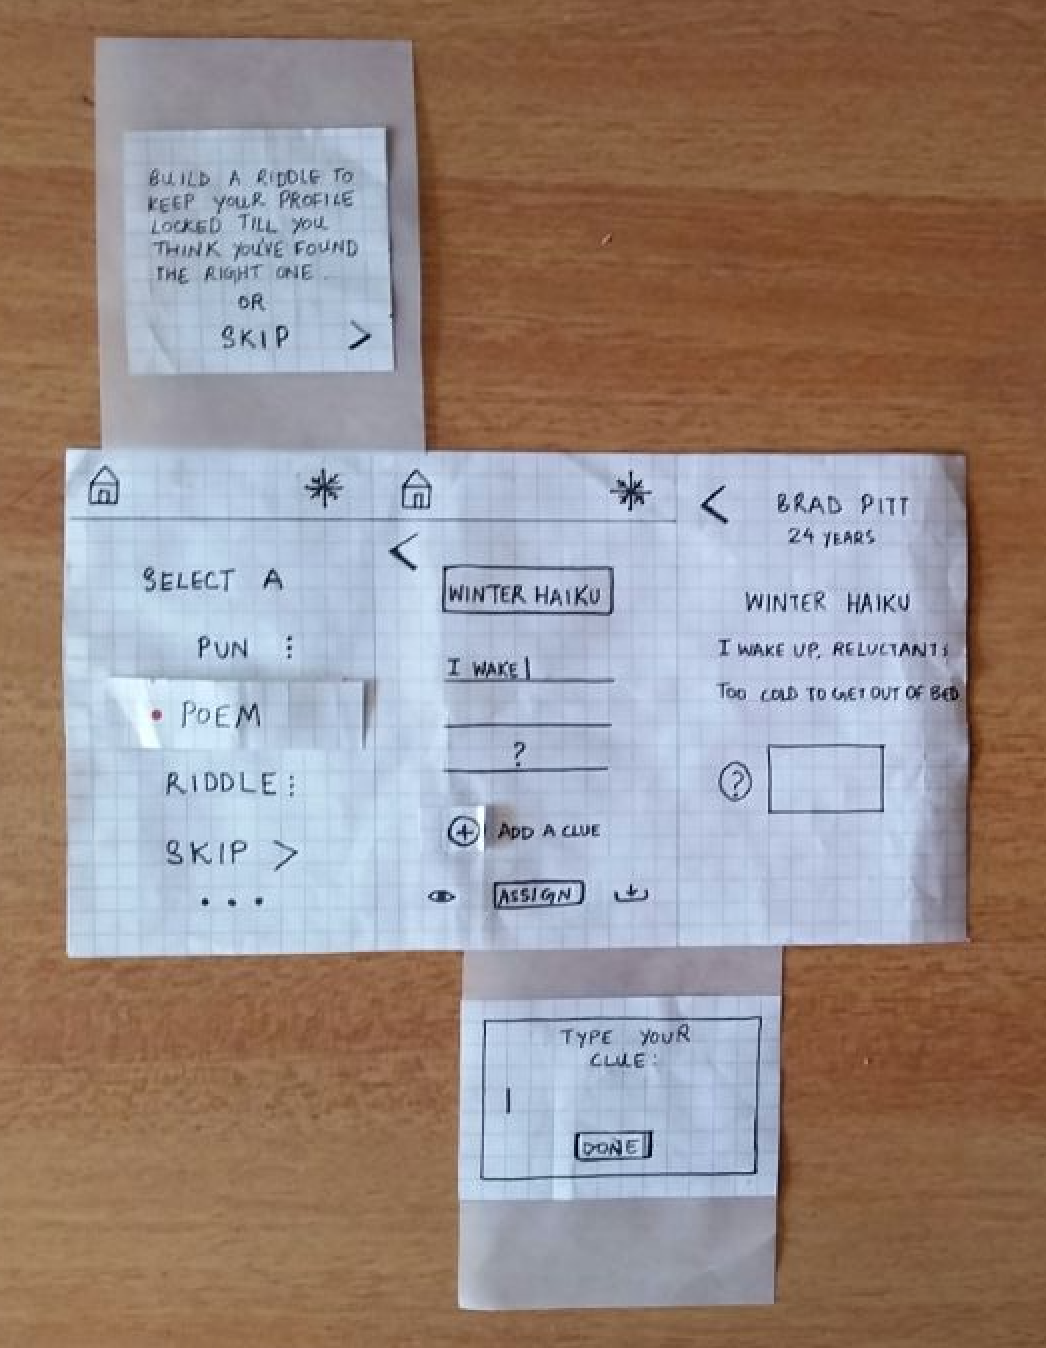 BUILD A RIDDLE TO
KEEP YOUR PROFILE
LOCKED TILL YOU
THINK YOU'VE FOUND
THE RIGHT ONE.
OR
SKIP >
SELECT A
PUN ⋮
• POEM
RIDDLE ⋮
SKIP >
. . .
<
WINTER HAIKU
I WAKE|
?
+ ADD A CLUE
ASSIGN
< BRAD PITT
24 YEARS
WINTER HAIKU
I WAKE UP, RELUCTANT;
TOO COLD TO GET OUT OF BED
?
TYPE YOUR
CLUE:
|
DONE